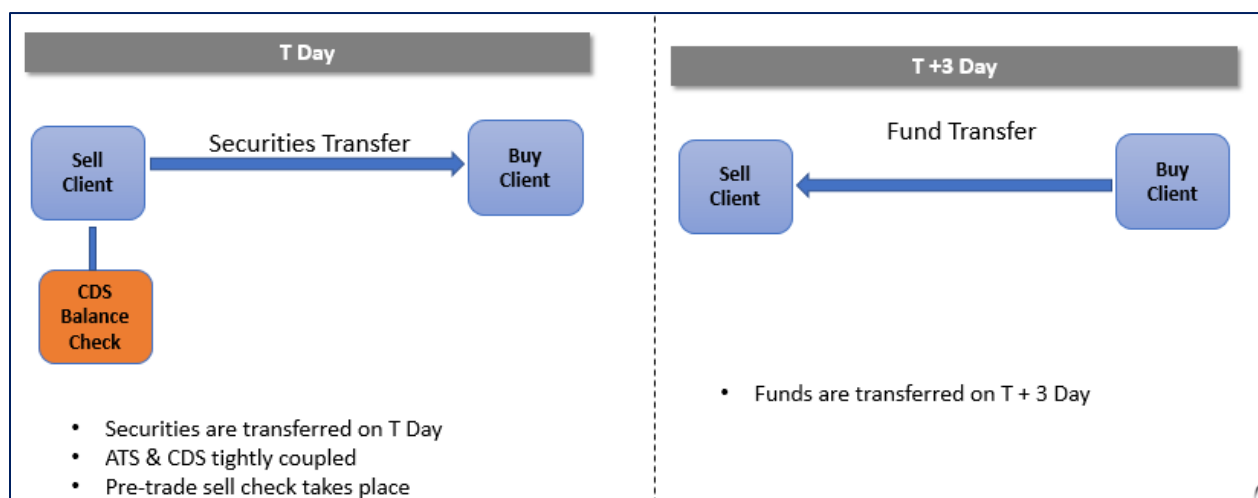 T Day
Securities Transfer
Sell
Client
Buy
Client
CDS
Balance
Check
• Securities are transferred on T Day
• ATS & CDS tightly coupled
• Pre-trade sell check takes place
T +3 Day
Fund Transfer
Sell
Client
Buy
Client
• Funds are transferred on T + 3 Day